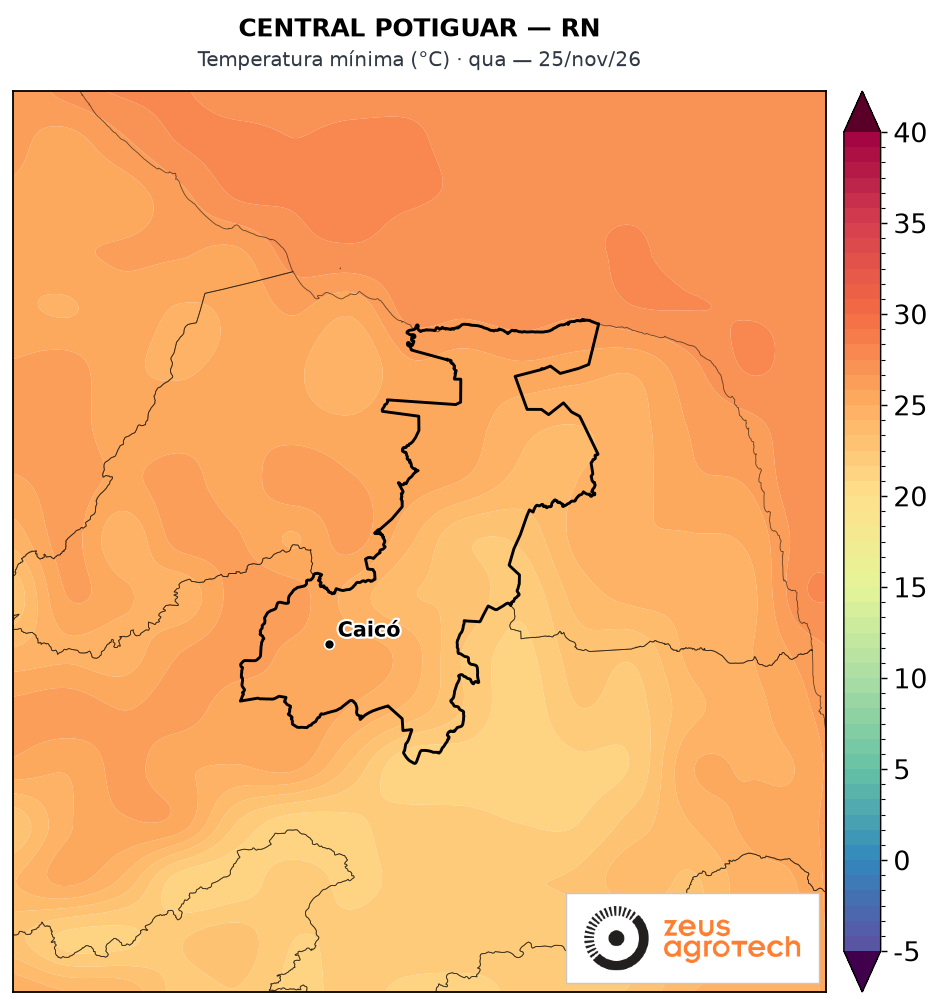 CENTRAL POTIGUAR — RN
Temperatura mínima (°C) · qua — 25/nov/26
40
35
30
25
20
15
10
5
0
-5
Caicó
zeus
agrotech